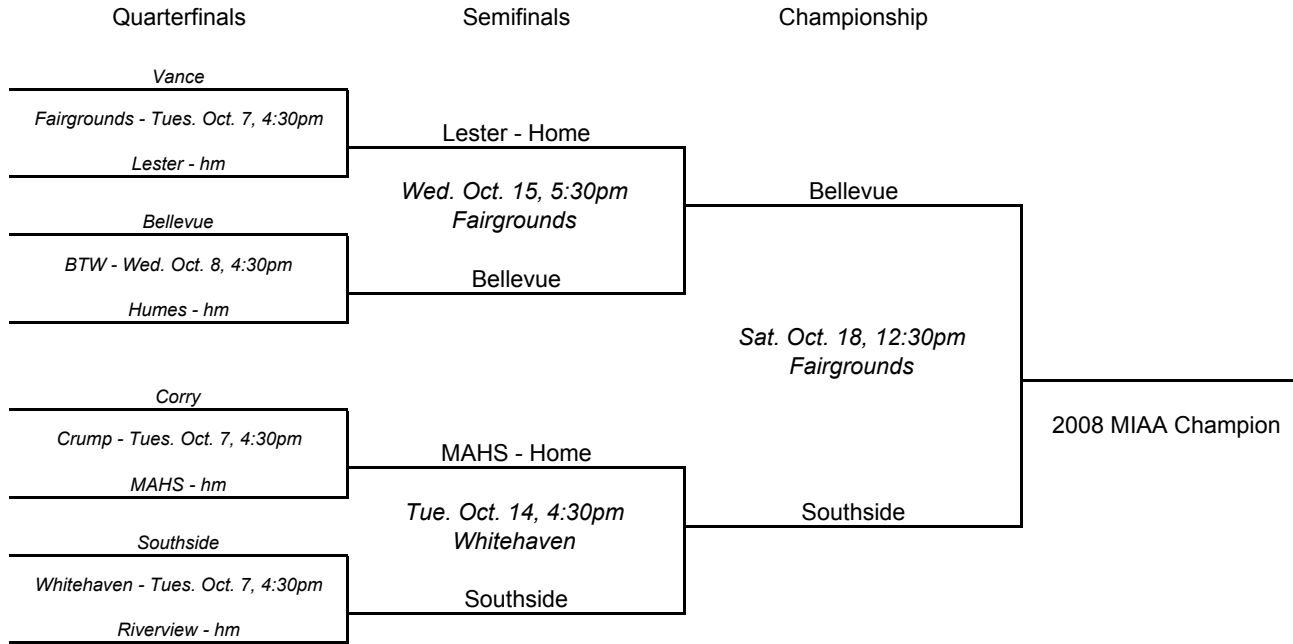 Quarterfinals
Semifinals
Championship
Vance
Fairgrounds - Tues. Oct. 7, 4:30pm
Lester - hm
Bellevue
BTW - Wed. Oct. 8, 4:30pm
Humes - hm
Corry
Crump - Tues. Oct. 7, 4:30pm
MAHS - hm
Southside
Whitehaven - Tues. Oct. 7, 4:30pm
Riverview - hm
Lester - Home
Wed. Oct. 15, 5:30pm
Fairgrounds
Bellevue
MAHS - Home
Tue. Oct. 14, 4:30pm
Whitehaven
Southside
Bellevue
Sat. Oct. 18, 12:30pm
Fairgrounds
Southside
2008 MIAA Champion